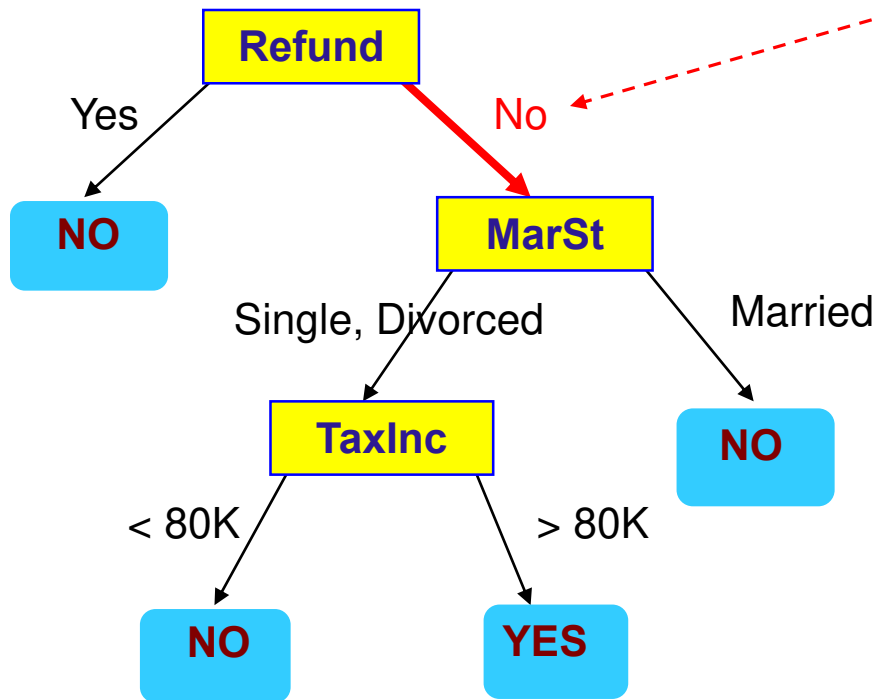 Refund
Yes
No
NO
MarSt
Single, Divorced
Married
TaxInc
NO
< 80K
> 80K
NO
YES